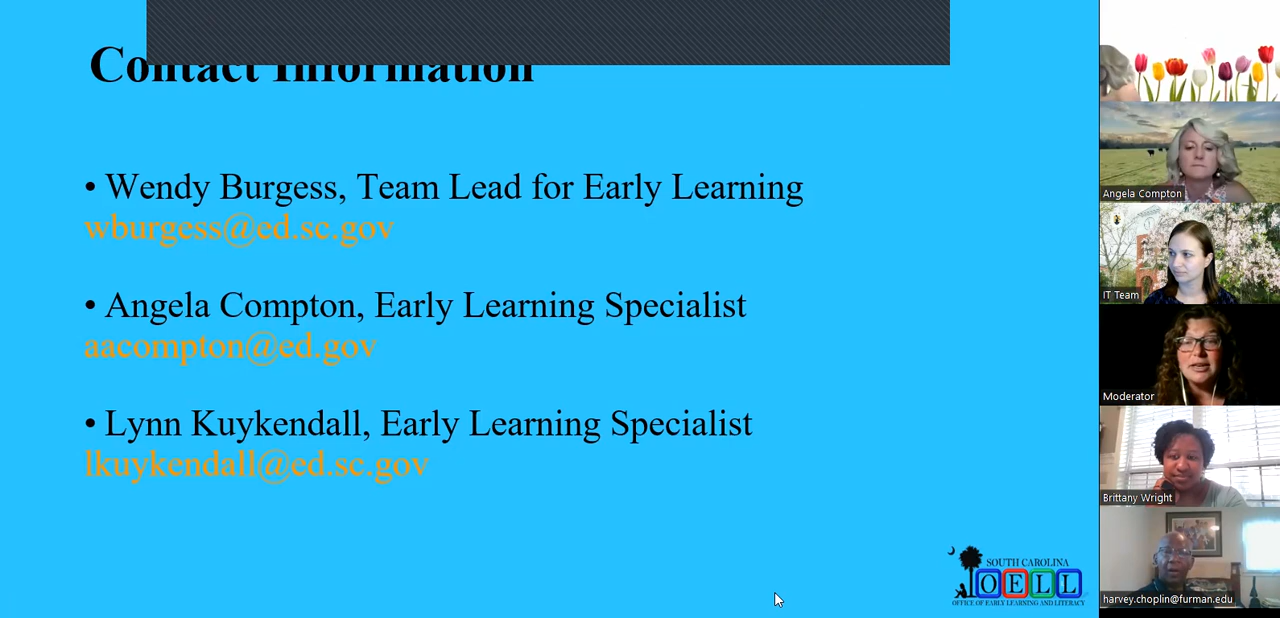 Contact Information
• Wendy Burgess, Team Lead for Early Learning
wburgess@ed.sc.gov
• Angela Compton, Early Learning Specialist
aacompton@ed.gov
• Lynn Kuykendall, Early Learning Specialist
lkuykendall@ed.sc.gov
SOUTH CAROLINA
OELL
OFFICE OF EARLY LEARNING AND LITERACY
Angela Compton
IT Team
Moderator
Brittany Wright
harvey.choplin@furman.edu